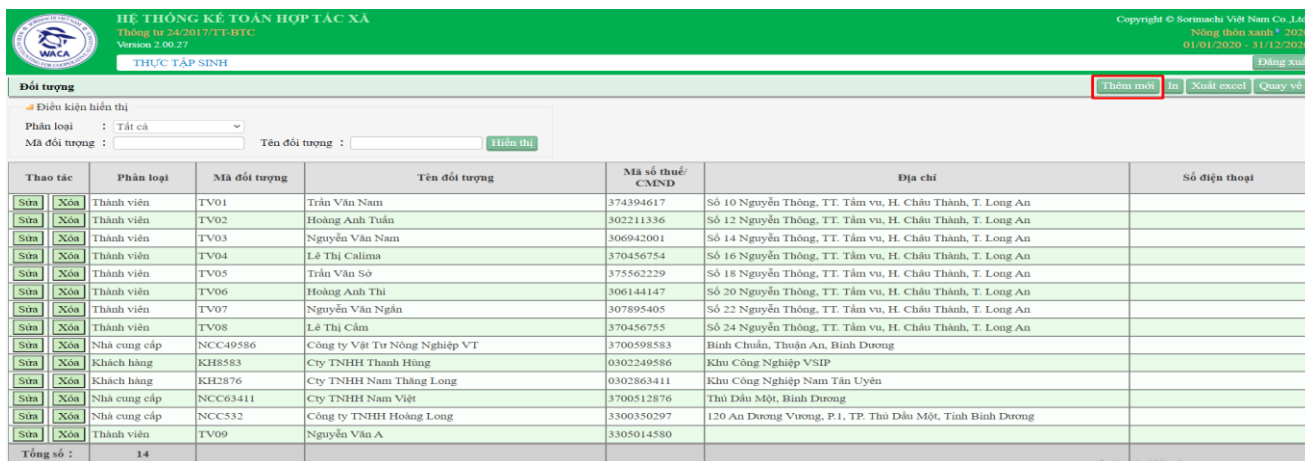 HỆ THỐNG KẾ TOÁN HỢP TÁC XÃ
Thông tư 24/2017/TT-BTC
Version 2.00.27
THỰC TẬP SINH
WACA
Copyright © Sorimachi Việt Nam Co.,Ltd
Nông thôn xanh
01/01/2020 - 31/12/2020
Đăng xuấ
Đối tượng
Thêm mới In Xuất excel Quay về
Điều kiện hiển thị
Phân loại : Tất cả
Mã đối tượng : Tên đối tượng : Hiển thị
Thao tác Phân loại Mã đối tượng Tên đối tượng Mã số thuế/ CMND Địa chỉ Số điện thoại
Sửa Xóa Thành viên TV01 Trần Văn Nam 374394617 Số 10 Nguyễn Thông, TT. Tầm vu, H. Châu Thành, T. Long An
Sửa Xóa Thành viên TV02 Hoàng Anh Tuấn 302211336 Số 12 Nguyễn Thông, TT. Tầm vu, H. Châu Thành, T. Long An
Sửa Xóa Thành viên TV03 Nguyễn Văn Nam 306942001 Số 14 Nguyễn Thông, TT. Tầm vu, H. Châu Thành, T. Long An
Sửa Xóa Thành viên TV04 Lê Thị Calima 370456754 Số 16 Nguyễn Thông, TT. Tầm vu, H. Châu Thành, T. Long An
Sửa Xóa Thành viên TV05 Trần Văn Sở 375562229 Số 18 Nguyễn Thông, TT. Tầm vu, H. Châu Thành, T. Long An
Sửa Xóa Thành viên TV06 Hoàng Anh Thi 306144147 Số 20 Nguyễn Thông, TT. Tầm vu, H. Châu Thành, T. Long An
Sửa Xóa Thành viên TV07 Nguyễn Văn Ngắn 307895405 Số 22 Nguyễn Thông, TT. Tầm vu, H. Châu Thành, T. Long An
Sửa Xóa Thành viên TV08 Lê Thị Cẩm 370456755 Số 24 Nguyễn Thông, TT. Tầm vu, H. Châu Thành, T. Long An
Sửa Xóa Nhà cung cấp NCC49586 Công ty Vật Tư Nông Nghiệp VT 3700598583 Bình Chuẩn, Thuận An, Bình Dương
Sửa Xóa Khách hàng KH8583 Cty TNHH Thanh Hùng 0302249586 Khu Công Nghiệp VSIP
Sửa Xóa Khách hàng KH2876 Cty TNHH Nam Thăng Long 0302863411 Khu Công Nghiệp Nam Tân Uyên
Sửa Xóa Nhà cung cấp NCC63411 Cty TNHH Nam Việt 3700512876 Thủ Dầu Một, Bình Dương
Sửa Xóa Nhà cung cấp NCC532 Công ty TNHH Hoàng Long 3300350297 120 An Dương Vương, P.1, TP. Thủ Dầu Một, Tỉnh Bình Dương
Sửa Xóa Thành viên TV09 Nguyễn Văn A 3305014580
Tổng số : 14